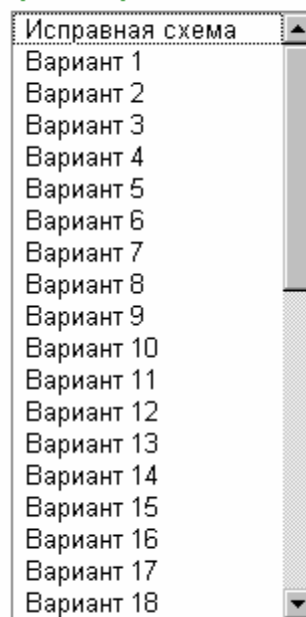 Исправная схема
Вариант 1
Вариант 2
Вариант 3
Вариант 4
Вариант 5
Вариант 6
Вариант 7
Вариант 8
Вариант 9
Вариант 10
Вариант 11
Вариант 12
Вариант 13
Вариант 14
Вариант 15
Вариант 16
Вариант 17
Вариант 18